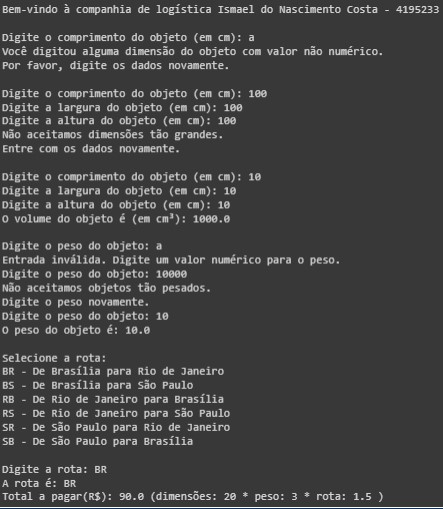 Bem-vindo à companhia de logística Ismael do Nascimento Costa - 4195233
Digite o comprimento do objeto (em cm): a
Você digitou alguma dimensão do objeto com valor não numérico.
Por favor, digite os dados novamente.
Digite o comprimento do objeto (em cm): 100
Digite a largura do objeto (em cm): 100
Digite a altura do objeto (em cm): 100
Não aceitamos dimensões tão grandes.
Entre com os dados novamente.
Digite o comprimento do objeto (em cm): 10
Digite a largura do objeto (em cm): 10
Digite a altura do objeto (em cm): 10
O volume do objeto é (em cm³): 1000.0
Digite o peso do objeto: a
Entrada inválida. Digite um valor numérico para o peso.
Digite o peso do objeto: 10000
Não aceitamos objetos tão pesados.
Digite o peso novamente.
Digite o peso do objeto: 10
O peso do objeto é: 10.0
Selecione a rota:
BR - De Brasília para Rio de Janeiro
BS - De Brasília para São Paulo
RB - De Rio de Janeiro para Brasília
RS - De Rio de Janeiro para São Paulo
SR - De São Paulo para Rio de Janeiro
SB - De São Paulo para Brasília
Digite a rota: BR
A rota é: BR
Total a pagar(R$): 90.0 (dimensões: 20 * peso: 3 * rota: 1.5 )